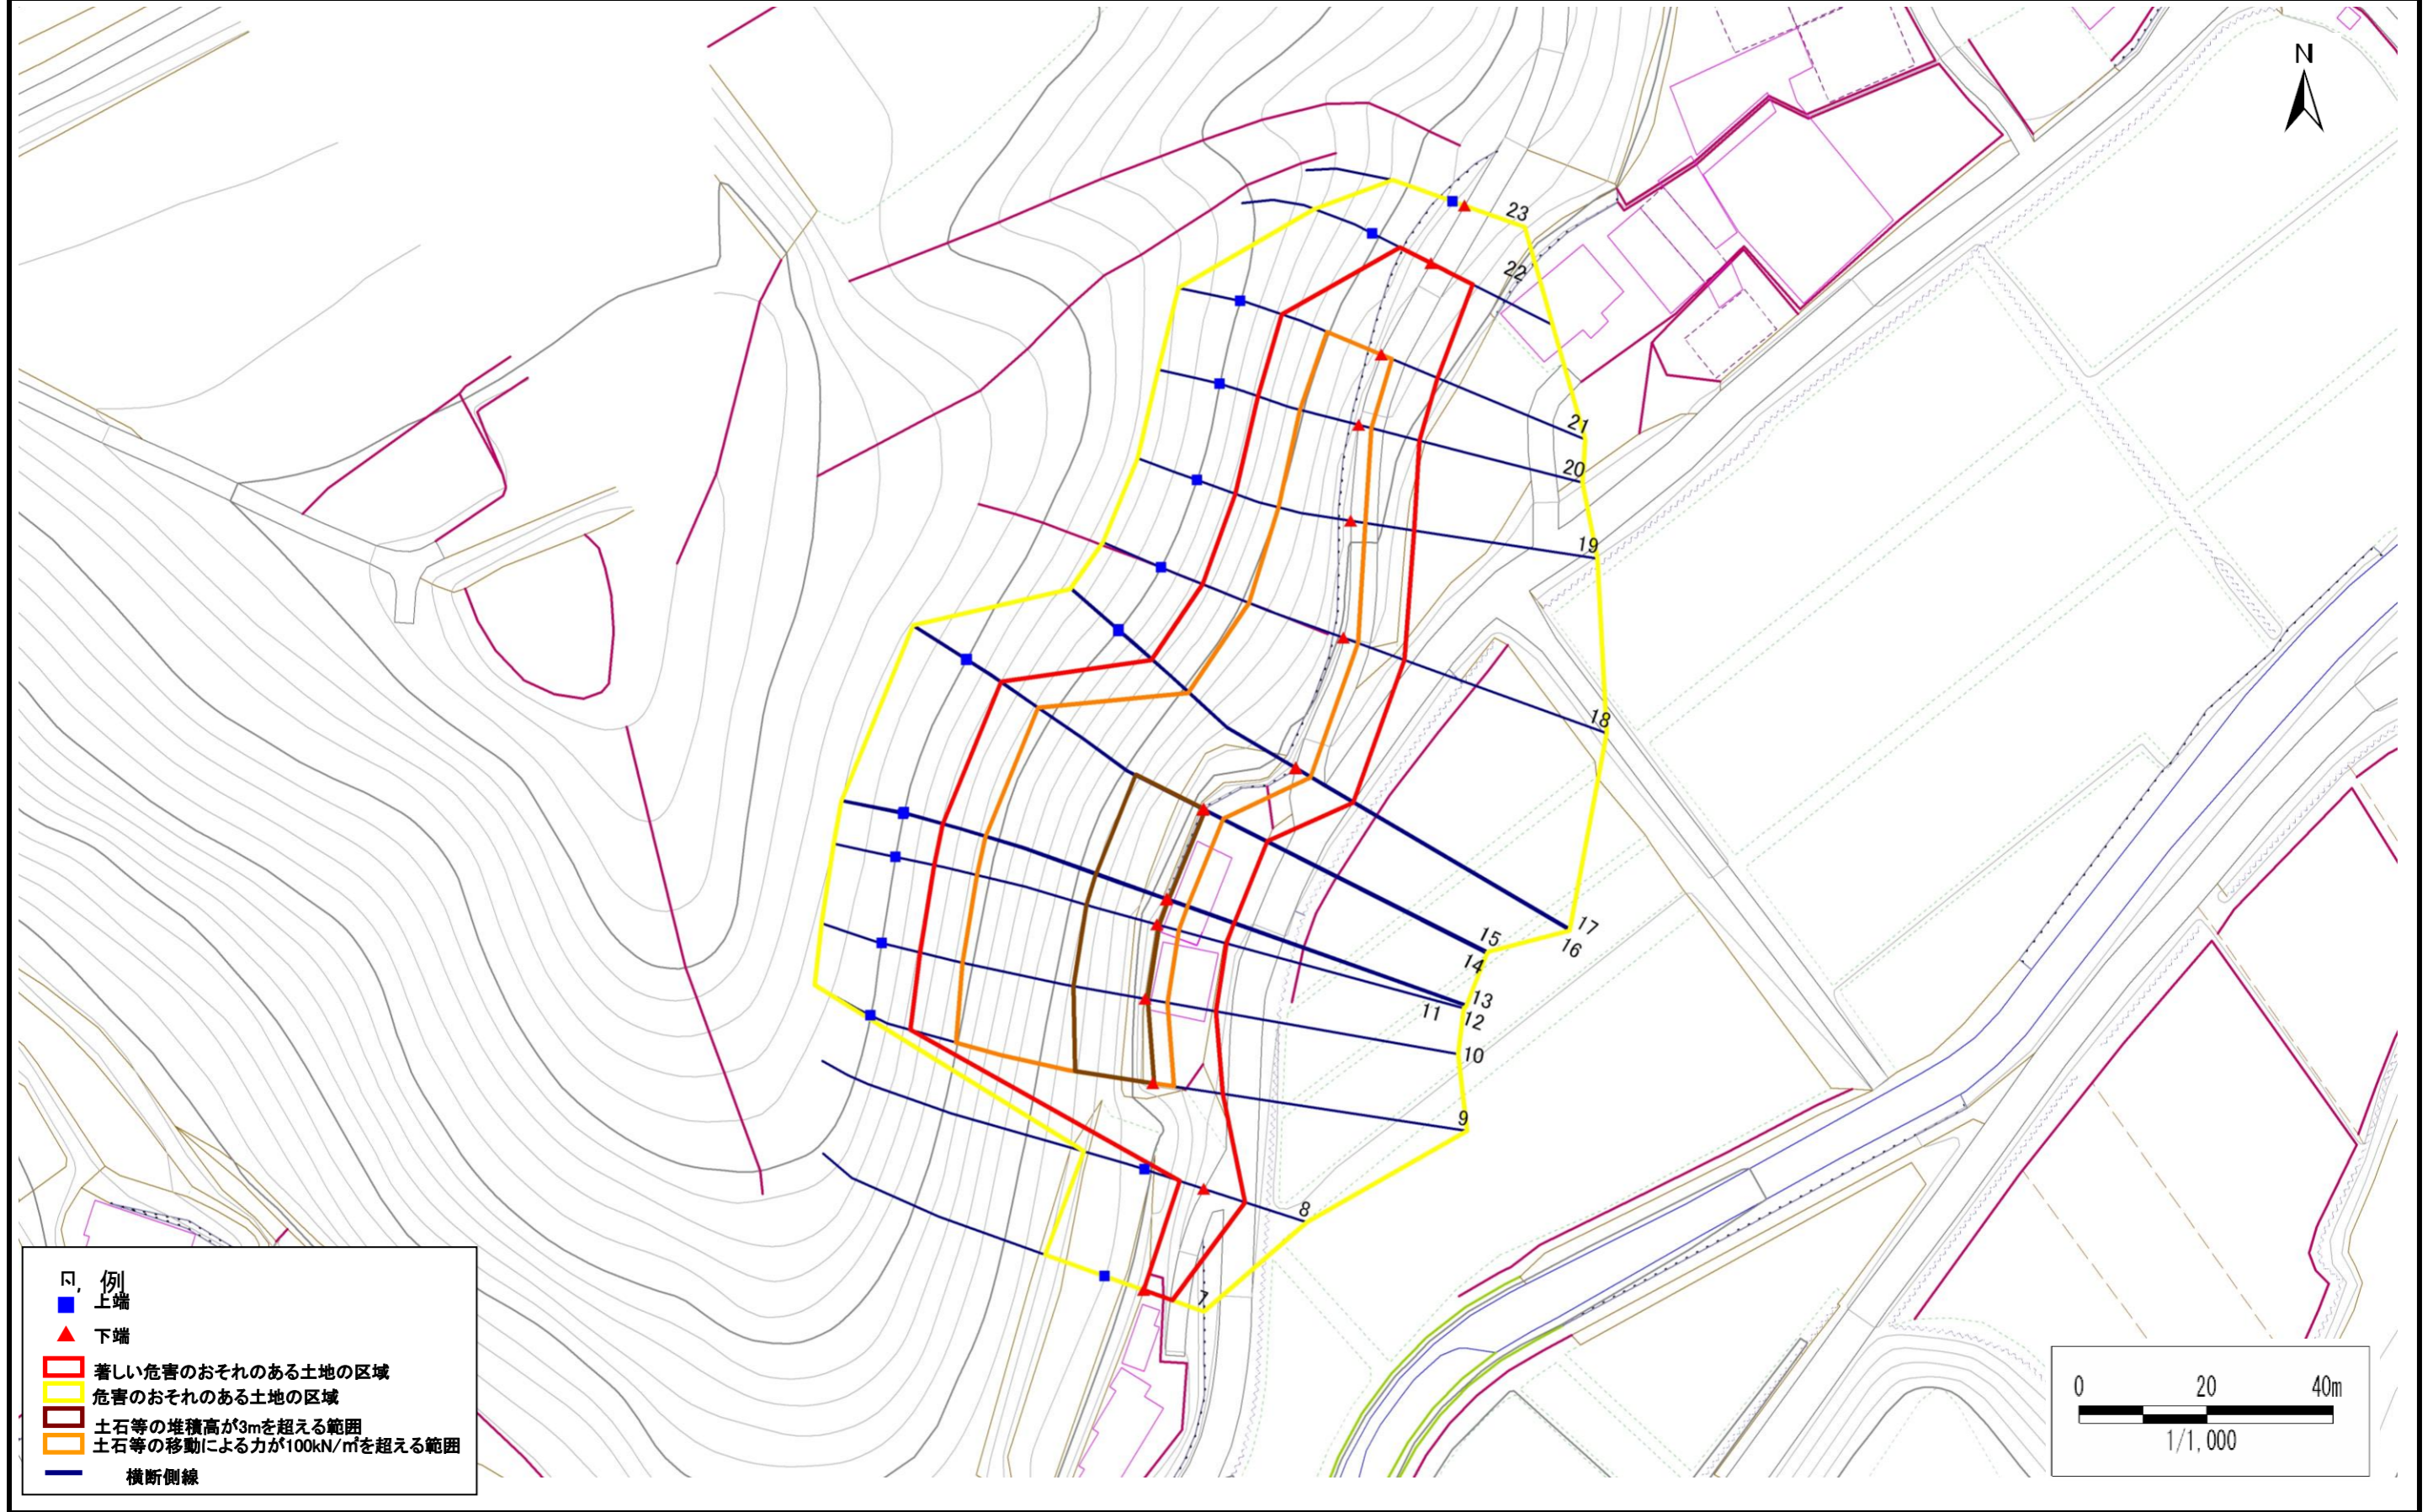 N
23
22
21
20
19
18
17
15
16
14
13
11
12
10
9
8
7
凡 例
上端
下端
著しい危害のおそれのある土地の区域
危害のおそれのある土地の区域
土石等の堆積高が3mを超える範囲
土石等の移動による力が100kN/㎡を超える範囲
横断側線
0 20 40m
1/1,000